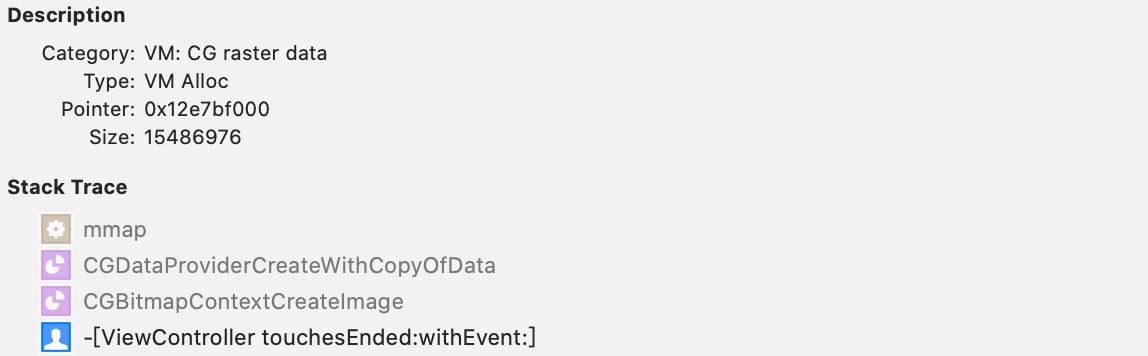 Description
Category: VM: CG raster data
Type: VM Alloc
Pointer: 0x12e7bf000
Size: 15486976
Stack Trace
mmap
CGDataProviderCreateWithCopyOfData
CGBitmapContextCreateImage
-[ViewController touchesEnded:withEvent:]